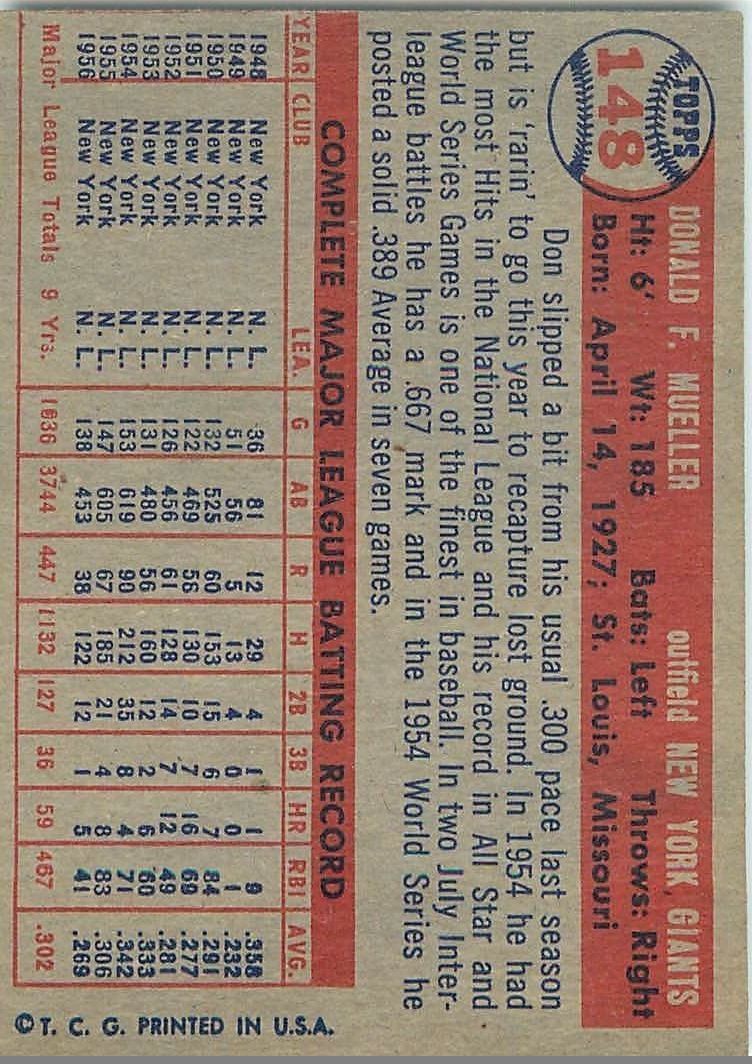 TOPPS
148
DONALD F. MUELLER outfield NEW YORK GIANTS
Ht: 6' Wt: 185 Bats: Left Throws: Right
Born: April 14, 1927; St. Louis, Missouri
Don slipped a bit from his usual .300 pace last season
but is 'rarin' to go this year to recapture lost ground. In 1954 he had
the most Hits in the National League and his record in All Star and
World Series Games is one of the finest in baseball. In two July Inter-
league battles he has a .667 mark and in the 1954 World Series he
posted a solid .389 Average in seven games.
COMPLETE MAJOR LEAGUE BATTING RECORD
YEAR CLUB LEA. G AB R H 2B 3B HR RBI AVG.
1948 New York N. L. 36 81 12 29 4 1 1 9 .358
1949 New York N. L. 51 56 5 13 4 0 0 1 .232
1950 New York N. L. 132 525 60 153 15 6 7 84 .291
1951 New York N. L. 122 469 56 130 10 7 16 69 .277
1952 New York N. L. 126 456 61 128 14 7 12 49 .281
1953 New York N. L. 131 480 56 160 12 2 6 60 .333
1954 New York N. L. 153 619 90 212 35 8 4 71 .342
1955 New York N. L. 147 605 67 185 21 4 8 83 .306
1956 New York N. L. 138 453 38 122 12 1 5 41 .269
Major League Totals 9 Yrs. 1036 3744 447 1132 127 36 59 467 .302
© T. C. G. PRINTED IN U.S.A.